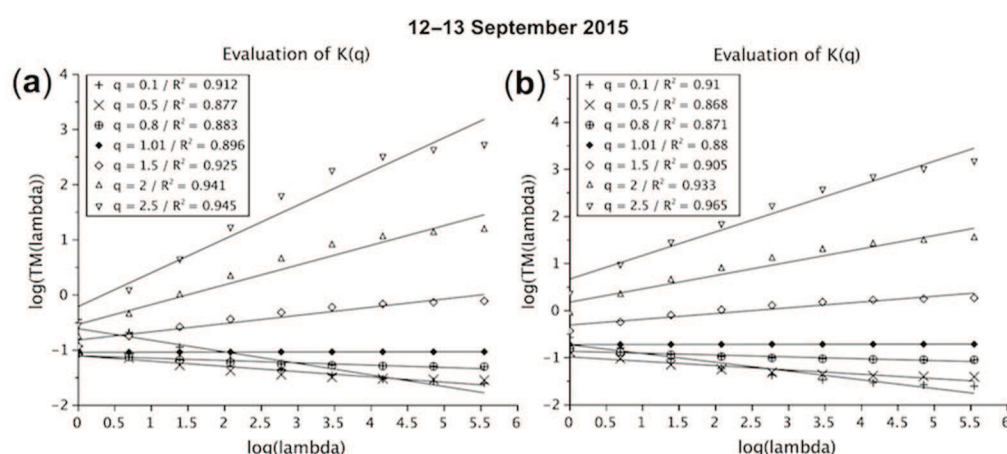 12–13 September 2015
(a)
Evaluation of K(q)
log(TM(lambda))
4
3
2
1
0
−1
−2
q = 0.1 / R² = 0.912
q = 0.5 / R² = 0.877
q = 0.8 / R² = 0.883
q = 1.01 / R² = 0.896
q = 1.5 / R² = 0.925
q = 2 / R² = 0.941
q = 2.5 / R² = 0.945
0 0.5 1 1.5 2 2.5 3 3.5 4 4.5 5 5.5 6
log(lambda)
(b)
Evaluation of K(q)
log(TM(lambda))
5
4
3
2
1
0
−1
−2
q = 0.1 / R² = 0.91
q = 0.5 / R² = 0.868
q = 0.8 / R² = 0.871
q = 1.01 / R² = 0.88
q = 1.5 / R² = 0.905
q = 2 / R² = 0.933
q = 2.5 / R² = 0.965
0 0.5 1 1.5 2 2.5 3 3.5 4 4.5 5 5.5 6
log(lambda)